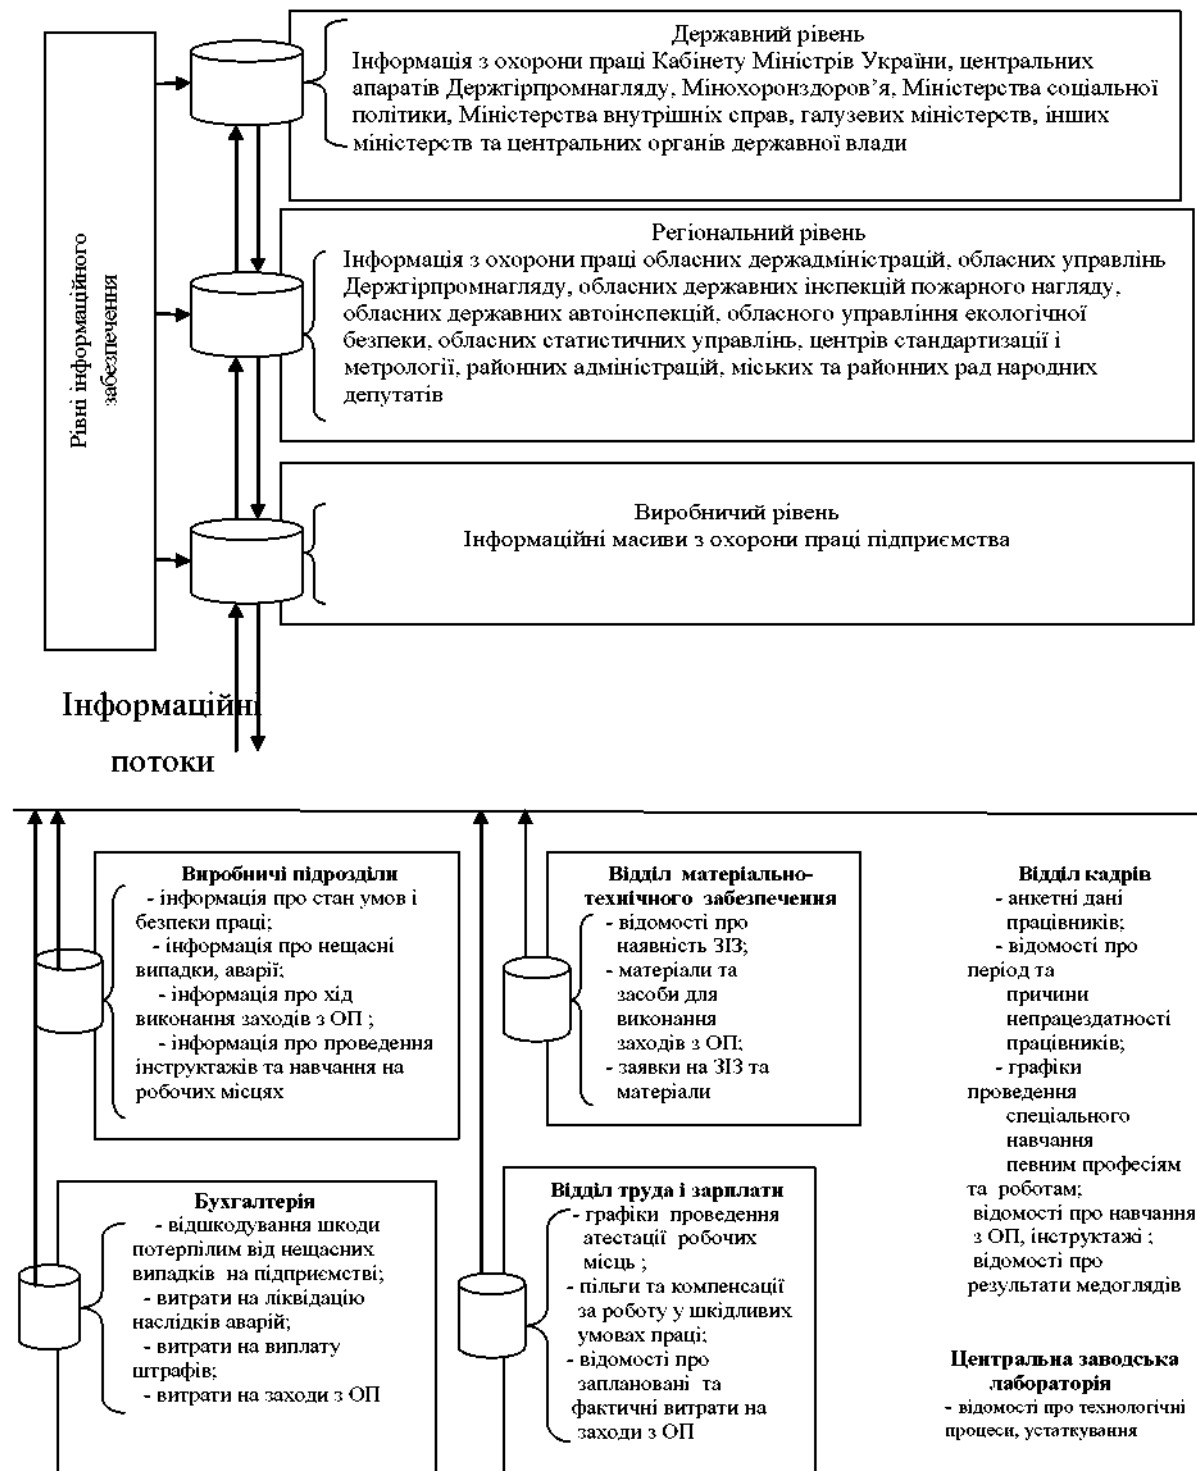 Рівні інформаційного
забезпечення
Державний рівень
Інформація з охорони праці Кабінету Міністрів України, центральних
апаратів Держгірпромнагляду, Мінохоронздоров’я, Міністерства соціальної
політики, Міністерства внутрішніх справ, галузевих міністерств, інших
міністерств та центральних органів державної влади
Регіональний рівень
Інформація з охорони праці обласних держадміністрацій, обласних управлінь
Держгірпромнагляду, обласних державних інспекцій пожарного нагляду,
обласних державних автоінспекцій, обласного управління екологічної
безпеки, обласних статистичних управлінь, центрів стандартизації і
метрології, районних адміністрацій, міських та районних рад народних
депутатів
Виробничий рівень
Інформаційні масиви з охорони праці підприємства
Інформаційні
потоки
Виробничі підрозділи
- інформація про стан умов і
безпеки праці;
- інформація про нещасні
випадки, аварії;
- інформація про хід
виконання заходів з ОП ;
- інформація про проведення
інструктажів та навчання на
робочих місцях
Відділ матеріально-
технічного забезпечення
- відомості про
наявність ЗІЗ;
- матеріали та
засоби для
виконання
заходів з ОП;
- заявки на ЗІЗ та
матеріали
Відділ кадрів
- анкетні дані
працівників;
- відомості про
період та
причини
непрацездатності
працівників;
- графіки
проведення
спеціального
навчання
певним професіям
та роботам;
відомості про навчання
з ОП, інструктажі ;
відомості про
результати медоглядів
Бухгалтерія
- відшкодування шкоди
потерпілим від нещасних
випадків на підприємстві;
- витрати на ліквідацію
наслідків аварій;
- витрати на виплату
штрафів;
- витрати на заходи з ОП
Відділ труда і зарплати
- графіки проведення
атестації робочих
місць ;
- пільги та компенсації
за роботу у шкідливих
умовах праці;
- відомості про
заплановані та
фактичні витрати на
заходи з ОП
Центральна заводська
лабораторія
- відомості про технологічні
процеси, устаткування